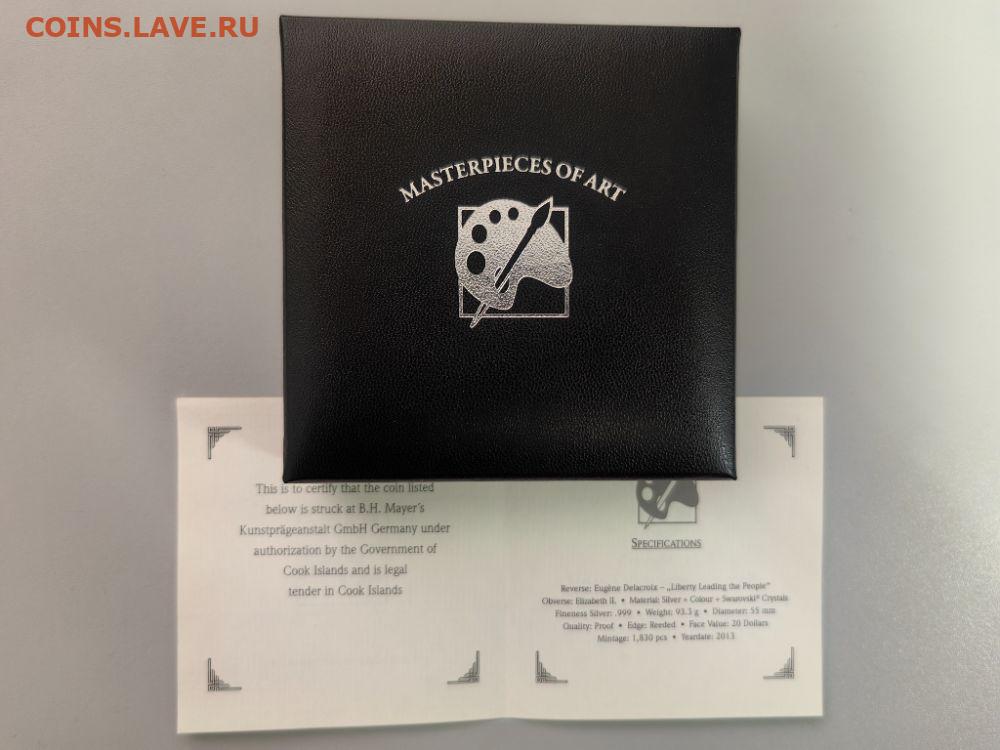 COINS.LAVE.RU
MASTERPIECES OF ART
This is to certify that the coin listed
below is struck at B.H. Mayer's
Kunstprägeanstalt GmbH Germany under
authorization by the Government of
Cook Islands and is legal
tender in Cook Islands
SPECIFICATIONS
Reverse: Eugène Delacroix – „Liberty Leading the People"
Obverse: Elizabeth II. • Material: Silver + Colour + Swarovski® Crystals
Fineness Silver: .999 • Weight: 93.3 g • Diameter: 55 mm
Quality: Proof • Edge: Reeded • Face Value: 20 Dollars
Mintage: 1,830 pcs • Yeardate: 2013